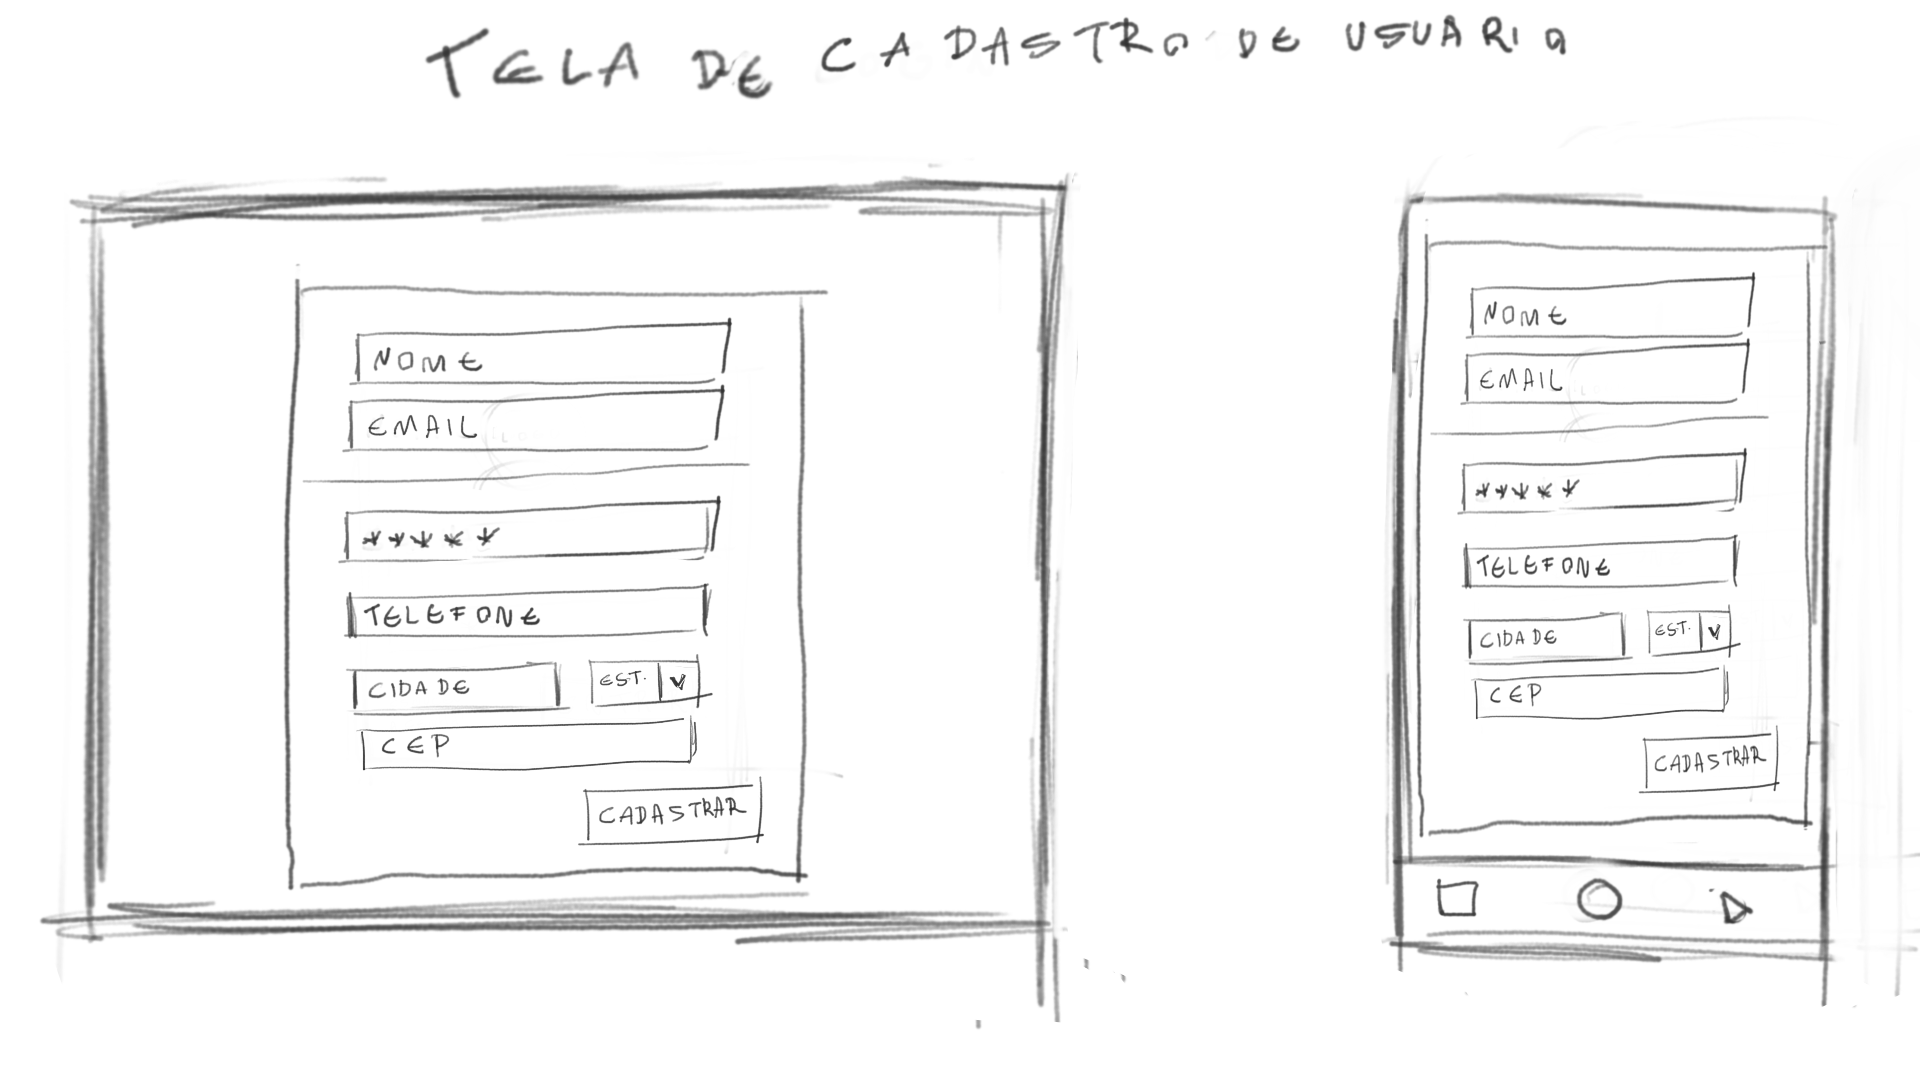 TELA DE CADASTRO DE USUARIO
NOME
EMAIL
*****
TELEFONE
CIDADE EST. V
CEP
CADASTRAR
NOME
EMAIL
*****
TELEFONE
CIDADE EST. V
CEP
CADASTRAR